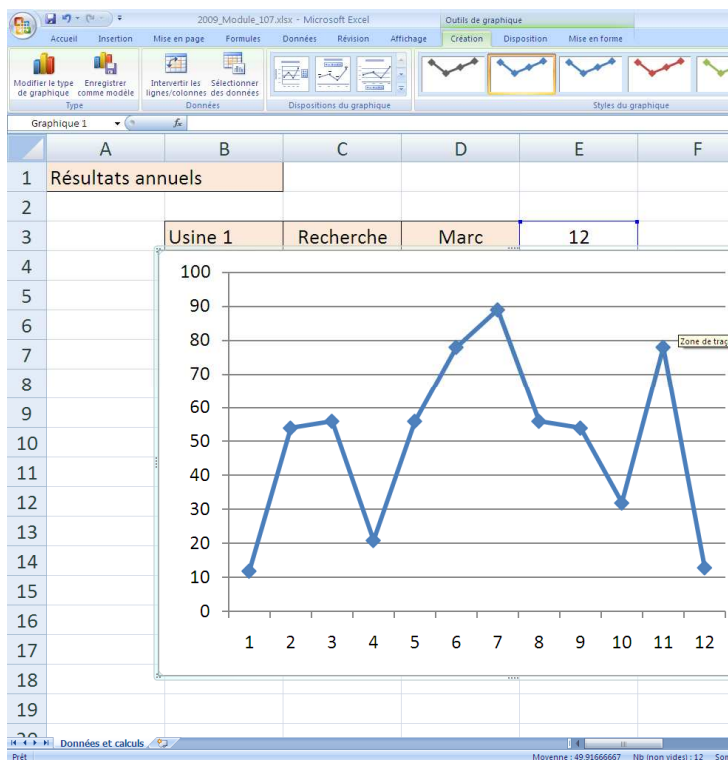 2009_Module_107.xlsx - Microsoft Excel
Outils de graphique
Accueil Insertion Mise en page Formules Données Révision Affichage Création Disposition Mise en forme
Modifier le type de graphique
Enregistrer comme modèle
Intervertir les lignes/colonnes
Sélectionner des données
Type Données Dispositions du graphique Styles du graphique
Graphique 1 fx
A B C D E F
1 Résultats annuels
2
3 Usine 1 Recherche Marc 12
4
5
6
7
8
9
10
11
12
13
14
15
16
17
18
19
100
90
80
Zone de traç
70
60
50
40
30
20
10
0
1 2 3 4 5 6 7 8 9 10 11 12
Données et calculs
Prêt Moyenne : 49.91666667 Nb (non vides) : 12 Som